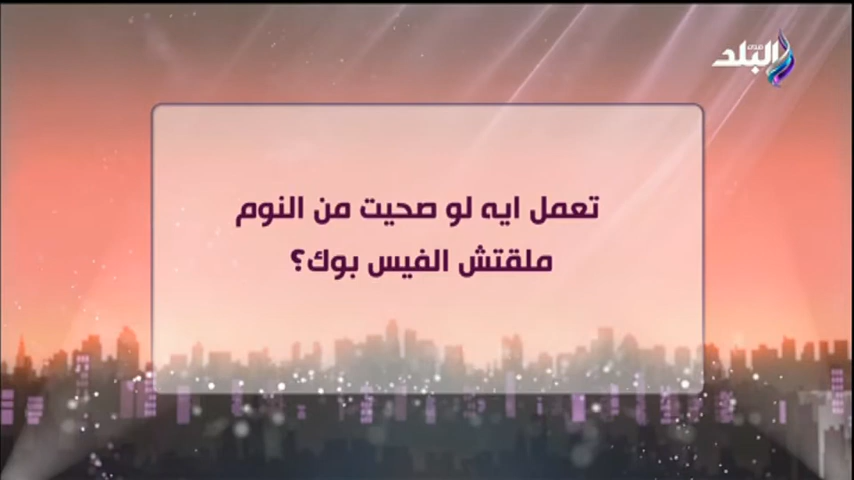 صدى
البلد
تعمل ايه لو صحيت من النوم
ملقتش الفيس بوك؟